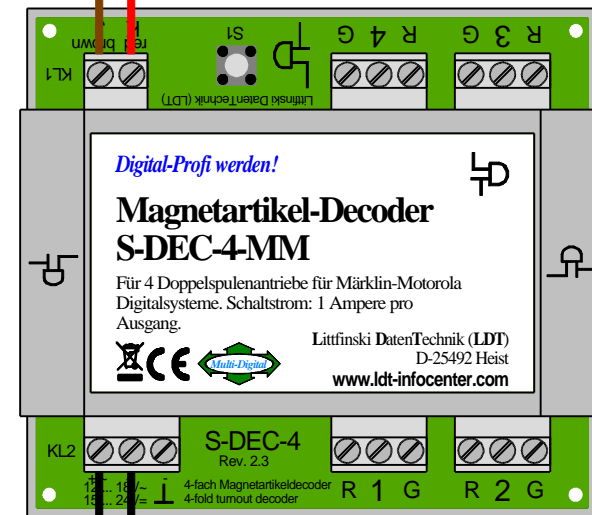 brown red
KL1
S1
G 4 R
G 3 R
Littfinski DatenTechnik (LDT)
Digital-Profi werden!
Magnetartikel-Decoder
S-DEC-4-MM
Für 4 Doppelspulenantriebe für Märklin-Motorola
Digitalsysteme. Schaltstrom: 1 Ampere pro
Ausgang.
CE
Multi-Digital
Littfinski DatenTechnik (LDT)
D-25492 Heist
www.ldt-infocenter.com
KL2
S-DEC-4
Rev. 2.3
4-fach Magnetartikeldecoder
4-fold turnout decoder
R 1 G
R 2 G